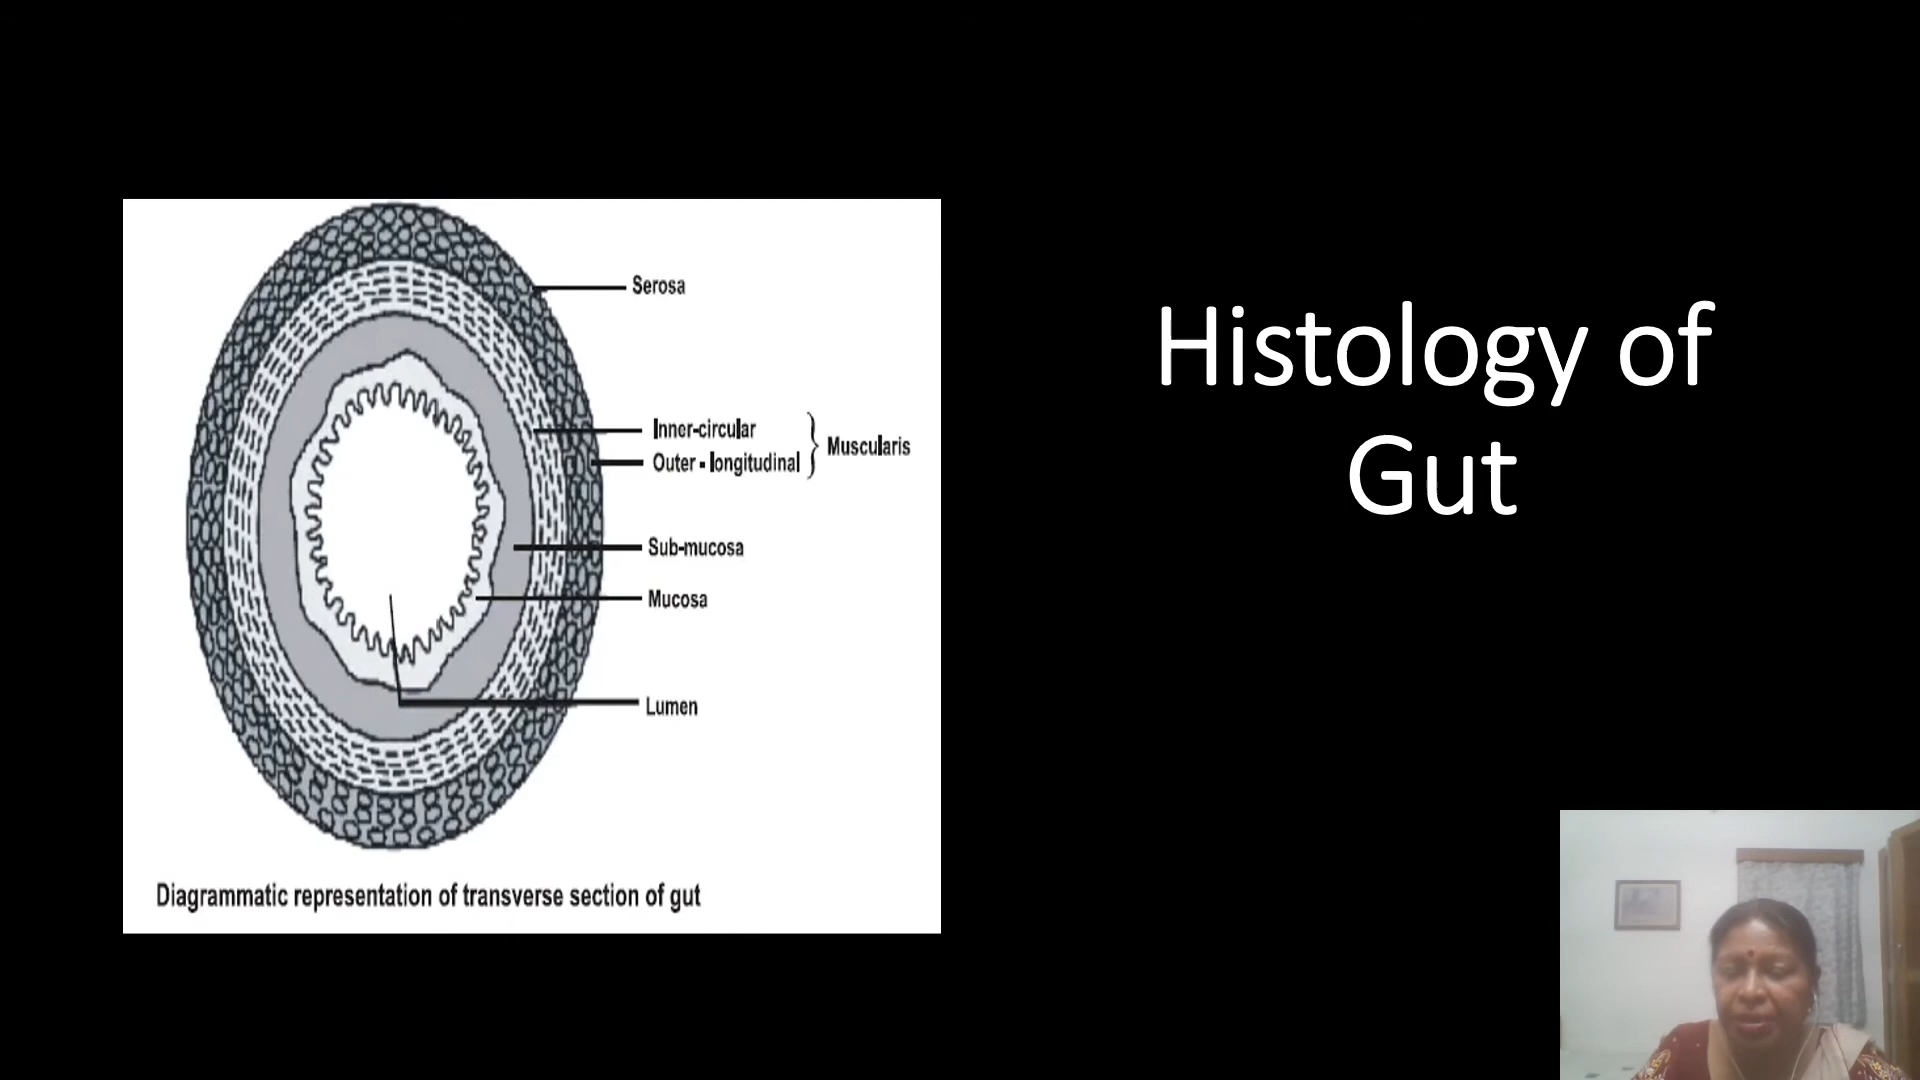 Serosa
Inner-circular
Outer - longitudinal
Muscularis
Sub-mucosa
Mucosa
Lumen
Diagrammatic representation of transverse section of gut
Histology of
Gut